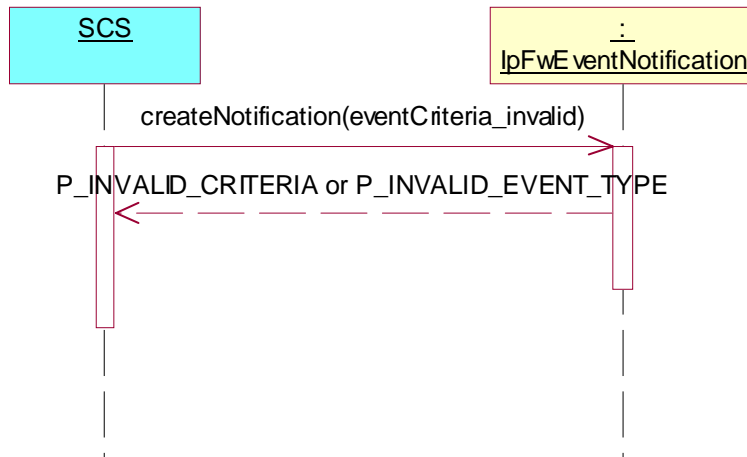 SCS
:
IpFwEventNotification
createNotification(eventCriteria_invalid)
P_INVALID_CRITERIA or P_INVALID_EVENT_TYPE